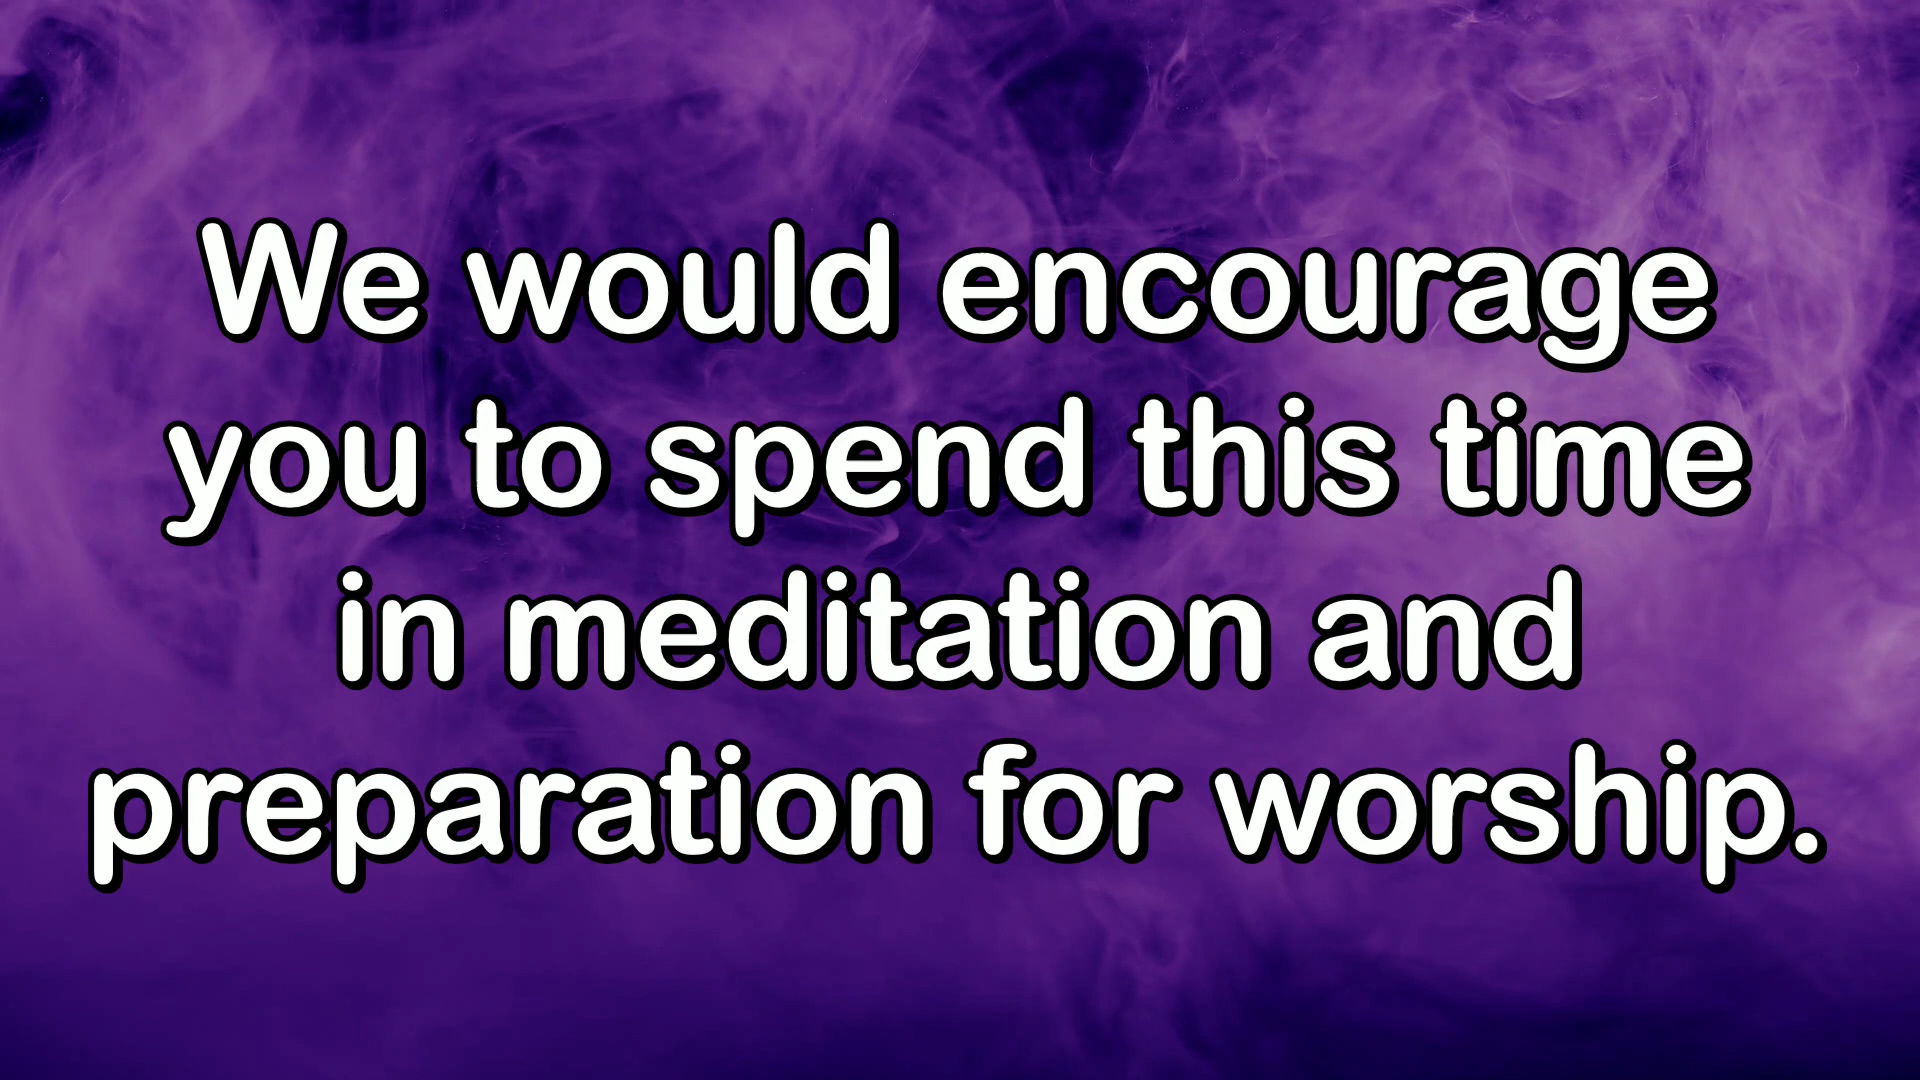 We would encourage
you to spend this time
in meditation and
preparation for worship.